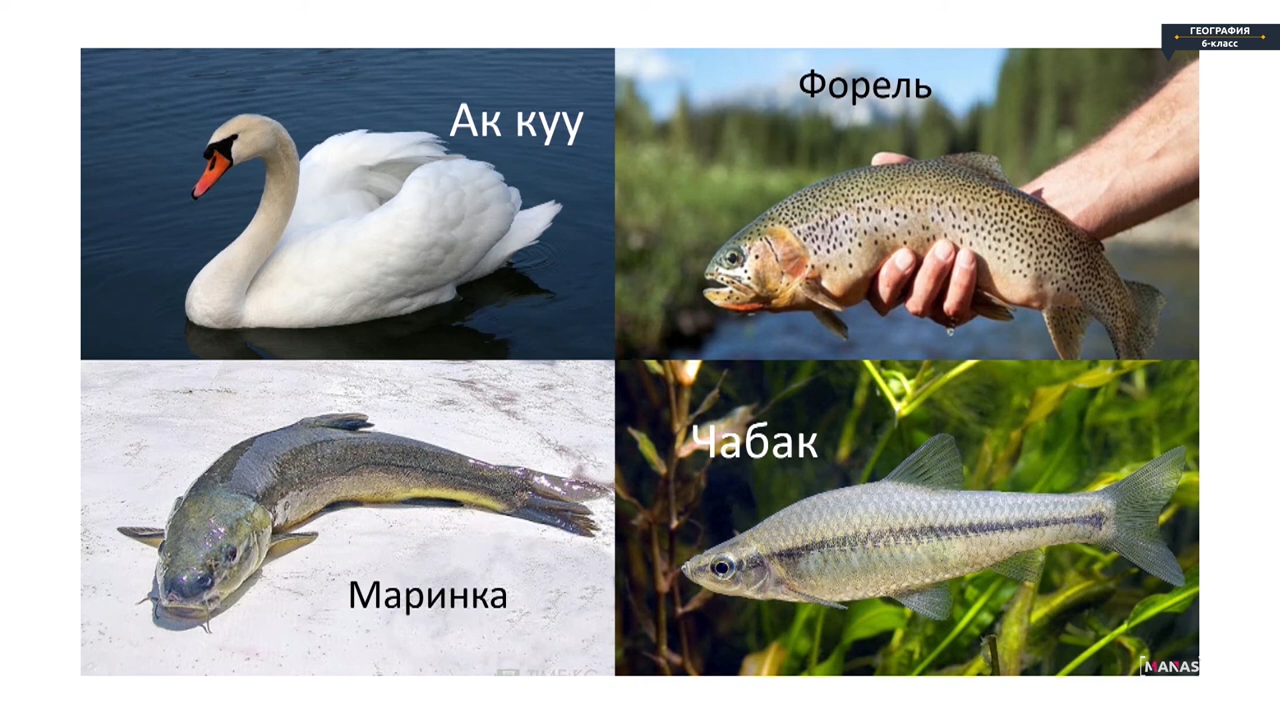 ГЕОГРАФИЯ
6-класс
Ак куу
Форель
Маринка
Чабак
MANAS